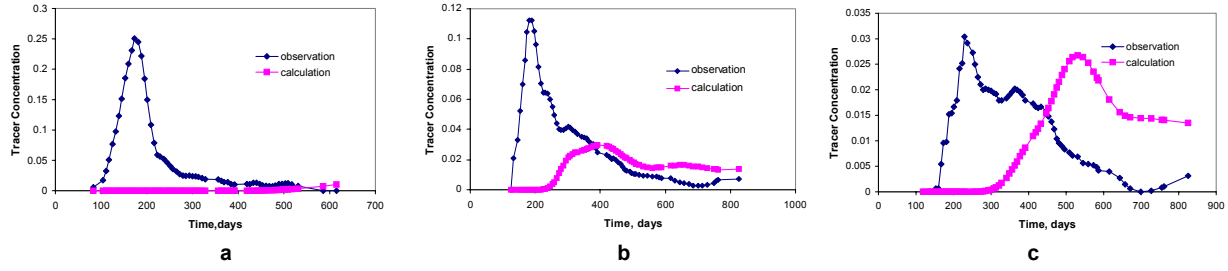 0.3
0.25
0.2
0.15
0.1
0.05
0
Tracer Concentration
observation
calculation
0 100 200 300 400 500 600 700
Time,days
a
0.12
0.1
0.08
0.06
0.04
0.02
0
Tracer Concentration
observation
calculation
0 200 400 600 800 1000
Time, days
b
0.035
0.03
0.025
0.02
0.015
0.01
0.005
0
Tracer Concentration
observation
calculation
0 100 200 300 400 500 600 700 800 900
Time, days
c